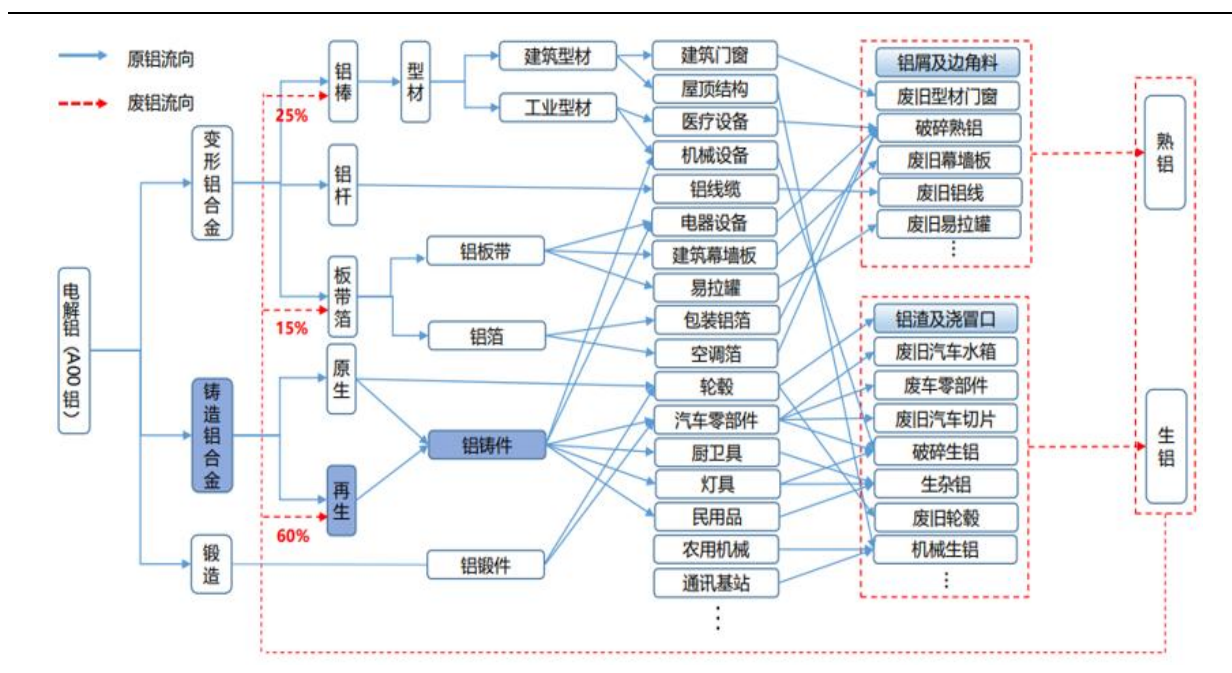 原铝流向
废铝流向
电解铝（A00铝）
变形铝合金
铸造铝合金
锻造
铝棒
25%
铝杆
板带箔
15%
原生
再生
60%
型材
建筑型材
工业型材
铝板带
铝箔
铝铸件
铝锻件
建筑门窗
屋顶结构
医疗设备
机械设备
铝线缆
电器设备
建筑幕墙板
易拉罐
包装铝箔
空调箔
轮毂
汽车零部件
厨卫具
灯具
民用品
农用机械
通讯基站
⋮
铝屑及边角料
废旧型材门窗
破碎熟铝
废旧幕墙板
废旧铝线
废旧易拉罐
⋮
铝渣及浇冒口
废旧汽车水箱
废车零部件
废旧汽车切片
破碎生铝
生杂铝
废旧轮毂
机械生铝
⋮
熟铝
生铝